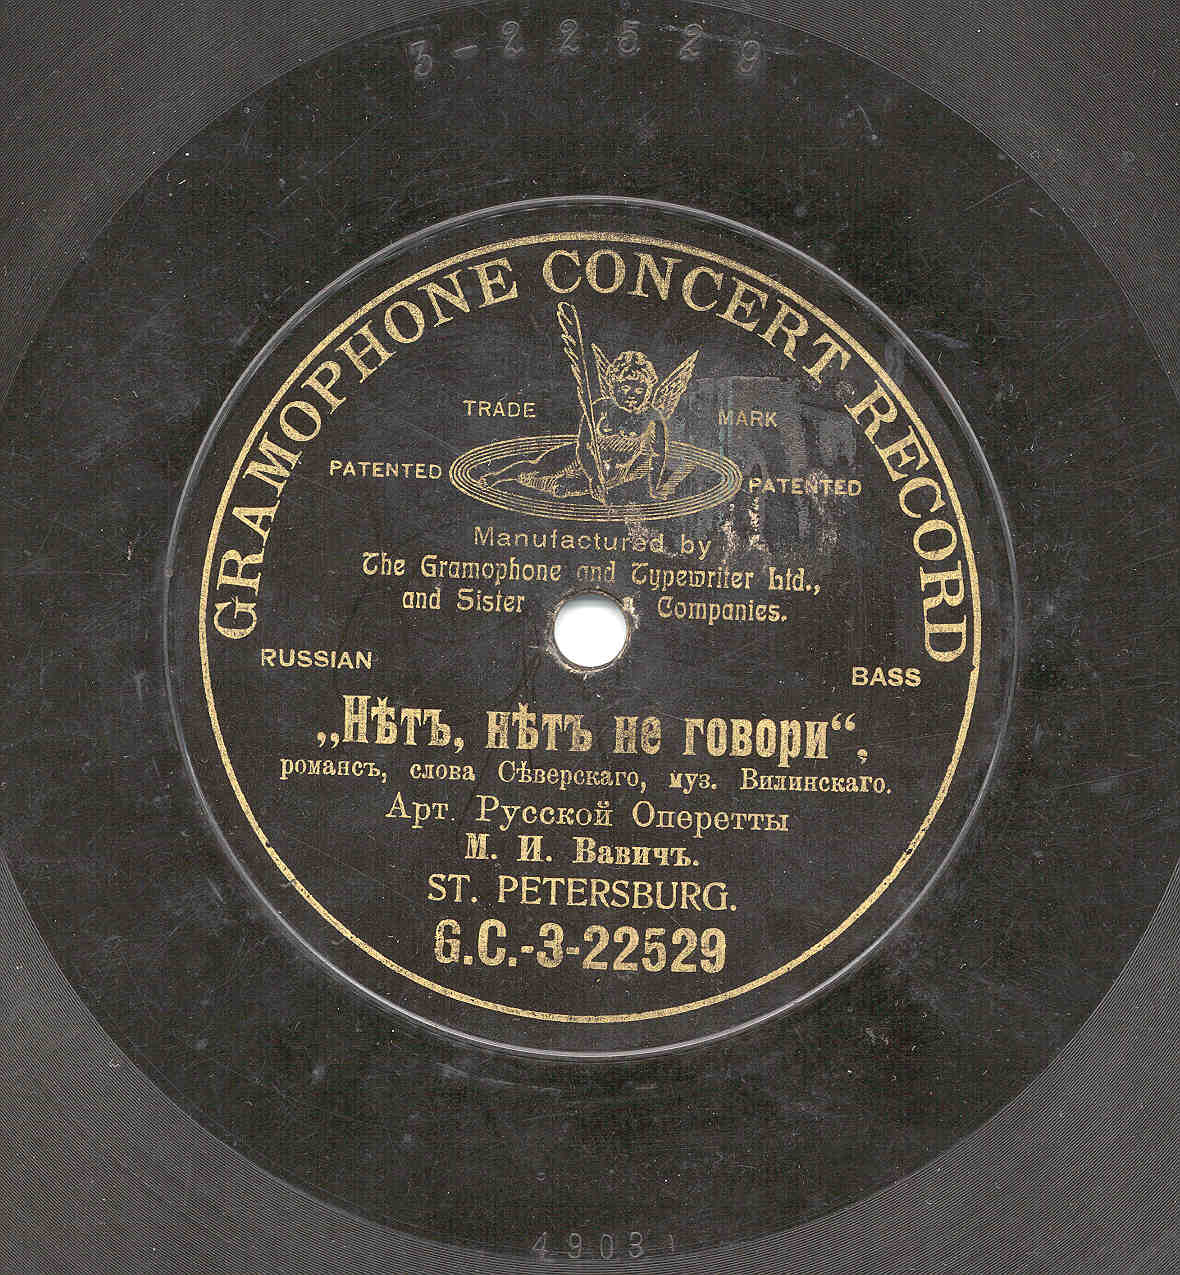 3-22529
GRAMOPHONE CONCERT RECORD
TRADE MARK
PATENTED PATENTED
Manufactured by
The Gramophone and Typewriter Ltd.,
and Sister Companies.
RUSSIAN BASS
„Нѣтъ, нѣтъ не говори“,
романсъ, слова Сѣверскаго, муз. Вилинскаго.
Арт. Русской Оперетты
М. И. Вавичъ.
ST. PETERSBURG.
G.C.-3-22529